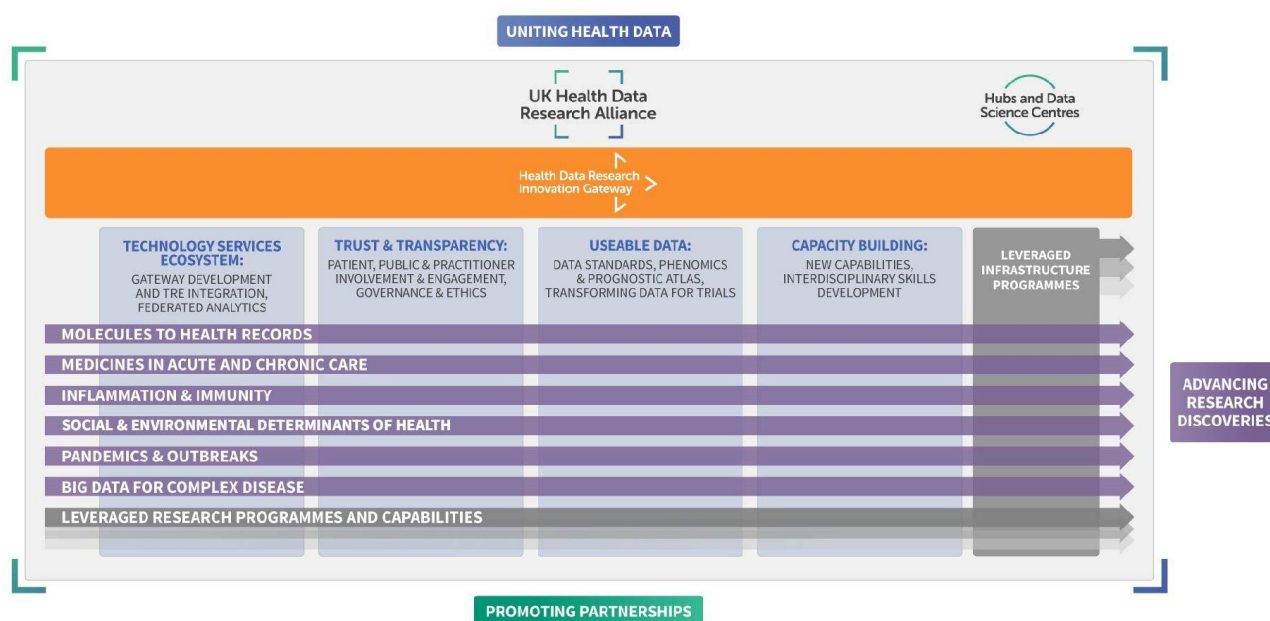 UNITING HEALTH DATA
UK Health Data
Research Alliance
Hubs and Data
Science Centres
Health Data Research
Innovation Gateway
TECHNOLOGY SERVICES
ECOSYSTEM:
GATEWAY DEVELOPMENT
AND TRE INTEGRATION,
FEDERATED ANALYTICS
TRUST & TRANSPARENCY:
PATIENT, PUBLIC & PRACTITIONER
INVOLVEMENT & ENGAGEMENT,
GOVERNANCE & ETHICS
USEABLE DATA:
DATA STANDARDS, PHENOMICS
& PROGNOSTIC ATLAS,
TRANSFORMING DATA FOR TRIALS
CAPACITY BUILDING:
NEW CAPABILITIES,
INTERDISCIPLINARY SKILLS
DEVELOPMENT
LEVERAGED
INFRASTRUCTURE
PROGRAMMES
MOLECULES TO HEALTH RECORDS
MEDICINES IN ACUTE AND CHRONIC CARE
INFLAMMATION & IMMUNITY
SOCIAL & ENVIRONMENTAL DETERMINANTS OF HEALTH
PANDEMICS & OUTBREAKS
BIG DATA FOR COMPLEX DISEASE
LEVERAGED RESEARCH PROGRAMMES AND CAPABILITIES
ADVANCING
RESEARCH
DISCOVERIES
PROMOTING PARTNERSHIPS